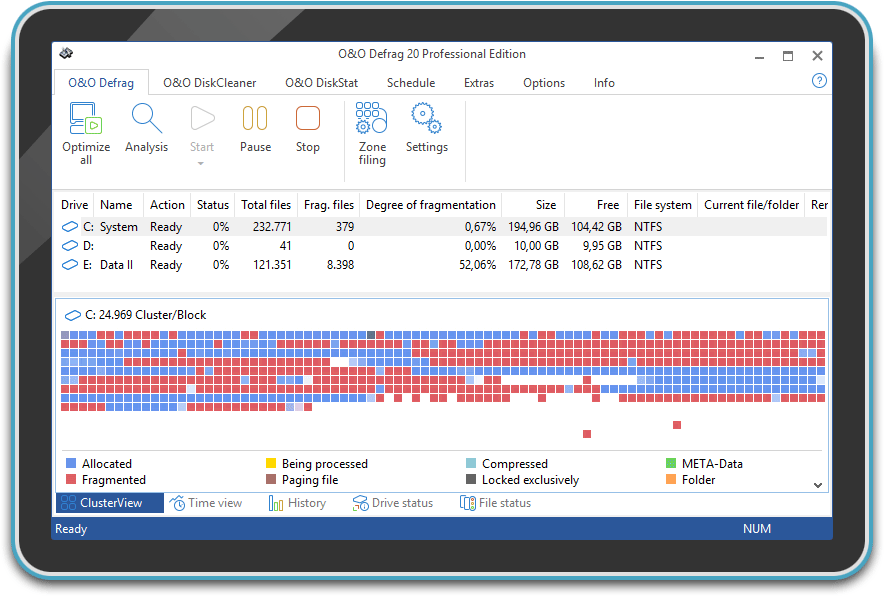 O&O Defrag 20 Professional Edition
O&O Defrag O&O DiskCleaner O&O DiskStat Schedule Extras Options Info ?
Optimize all Analysis Start Pause Stop Zone filing Settings
Drive Name Action Status Total files Frag. files Degree of fragmentation Size Free File system Current file/folder Rer
C: System Ready 0% 232.771 379 0,67% 194,96 GB 104,42 GB NTFS
D: Ready 0% 41 0 0,00% 10,00 GB 9,95 GB NTFS
E: Data II Ready 0% 121.351 8.398 52,06% 172,78 GB 108,62 GB NTFS
C: 24.969 Cluster/Block
Allocated Being processed Compressed META-Data
Fragmented Paging file Locked exclusively Folder
ClusterView Time view History Drive status File status
Ready NUM